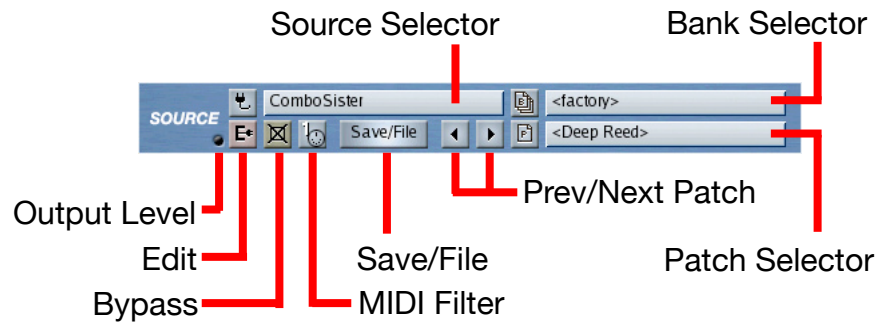 Source Selector
Bank Selector
SOURCE
ComboSister
<factory>
E
Save/File
<Deep Reed>
Prev/Next Patch
Output Level
Edit
Save/File
Patch Selector
Bypass
MIDI Filter